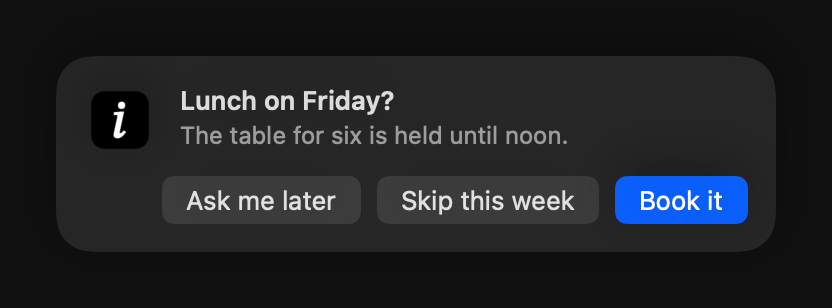 Lunch on Friday?
The table for six is held until noon.
Ask me later
Skip this week
Book it